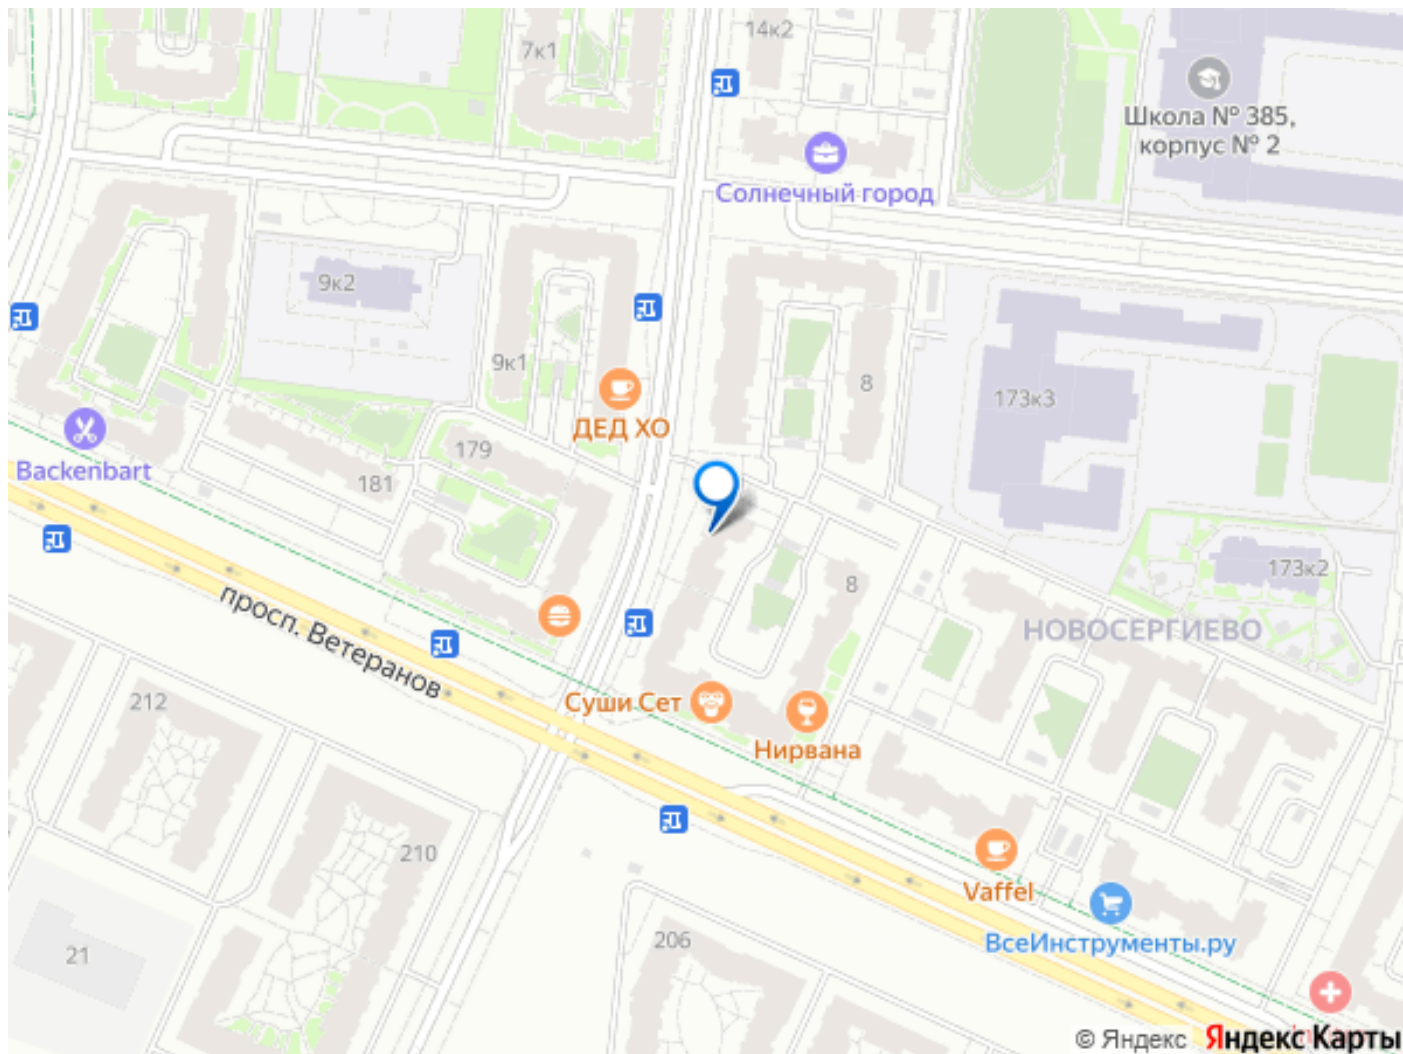 14к2
7к1
Школа № 385,
корпус № 2
Солнечный город
9к2
9к1
8
173к3
ДЕД ХО
179
Backenbart
181
173к2
8
НОВОСЕРГИЕВО
просп. Ветеранов
212
Суши Сет
Нирвана
210
Vaffel
206
ВсеИнструменты.ру
21
© Яндекс Яндекс Карты